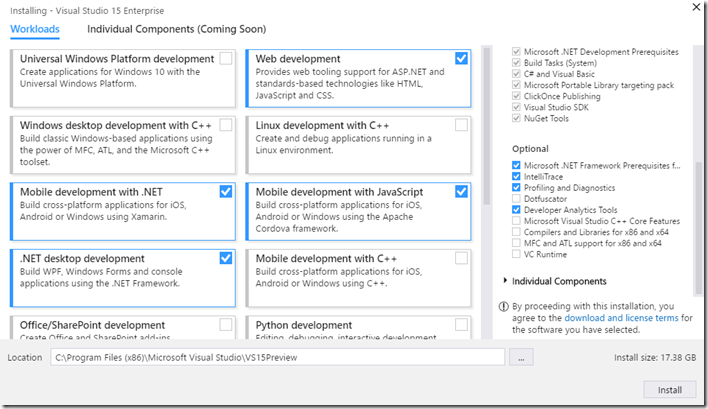 Installing - Visual Studio 15 Enterprise
Workloads
Individual Components (Coming Soon)
Universal Windows Platform development
Create applications for Windows 10 with the
Universal Windows Platform.
Web development
Provides web tooling support for ASP.NET and
standards-based technologies like HTML,
JavaScript and CSS.
Windows desktop development with C++
Build classic Windows-based applications using
the power of MFC, ATL, and the Microsoft C++
toolset.
Linux development with C++
Create and debug applications running in a
Linux environment.
Mobile development with .NET
Build cross-platform applications for iOS,
Android or Windows using Xamarin.
Mobile development with JavaScript
Build cross-platform applications for iOS,
Android or Windows using the Apache
Cordova framework.
.NET desktop development
Build WPF, Windows Forms and console
applications using the .NET Framework.
Mobile development with C++
Build cross-platform applications for iOS,
Android or Windows using C++.
Office/SharePoint development
Create Office and SharePoint add-ins
Python development
Editing, debugging, interactive development
Microsoft .NET Development Prerequisites
Build Tasks (System)
C# and Visual Basic
Microsoft Portable Library targeting pack
ClickOnce Publishing
Visual Studio SDK
NuGet Tools
Optional
Microsoft .NET Framework Prerequisites f...
IntelliTrace
Profiling and Diagnostics
Dotfuscator
Developer Analytics Tools
Microsoft Visual Studio C++ Core Features
Compilers and Libraries for x86 and x64
MFC and ATL support for x86 and x64
VC Runtime
Individual Components
By proceeding with this installation, you
agree to the download and license terms for
the software you have selected.
Location
C:\Program Files (x86)\Microsoft Visual Studio\VS15Preview
...
Install size: 17.38 GB
Install